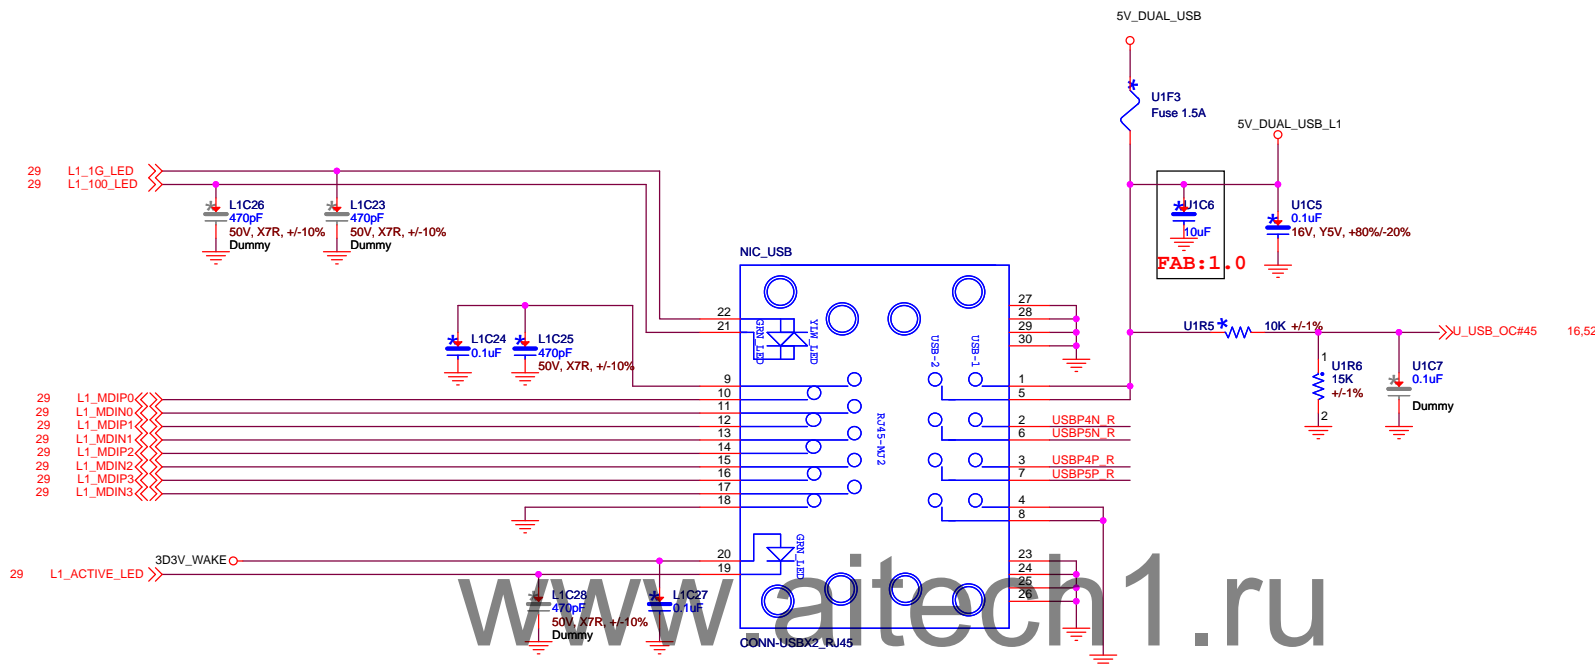 5V_DUAL_USB
U1F3
Fuse 1.5A
5V_DUAL_USB_L1
29 L1_1G_LED
29 L1_100_LED
L1C26
470pF
50V, X7R, +/-10%
Dummy
L1C23
470pF
50V, X7R, +/-10%
Dummy
U1C6
10uF
FAB:1.0
U1C5
0.1uF
16V, Y5V, +80%/-20%
NIC_USB
L1C24
0.1uF
L1C25
470pF
50V, X7R, +/-10%
22
21
9
10
11
12
13
14
15
16
17
18
20
19
GRN_LED
YLW_LED
USB-2
USB-1
RJ45-MJ2
GRN_LED
27
28
29
30
1
5
2 USBP4N_R
6 USBP5N_R
3 USBP4P_R
7 USBP5P_R
4
8
23
24
25
26
U1R5
10K +/-1%
U_USB_OC#45 16,52
1
U1R6
15K
+/-1%
2
U1C7
0.1uF
Dummy
29 L1_MDIP0
29 L1_MDIN0
29 L1_MDIP1
29 L1_MDIN1
29 L1_MDIP2
29 L1_MDIN2
29 L1_MDIP3
29 L1_MDIN3
3D3V_WAKE
29 L1_ACTIVE_LED
L1C28
470pF
50V, X7R, +/-10%
Dummy
L1C27
0.1uF
CONN-USBX2_RJ45
www.aitech1.ru